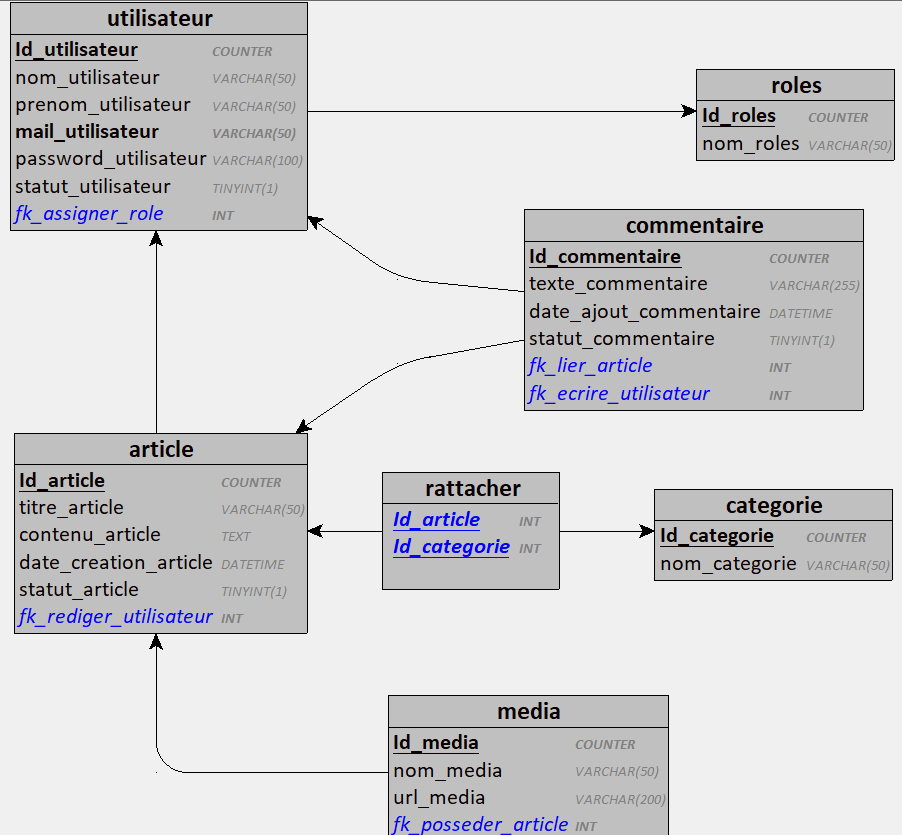 utilisateur
Id_utilisateur COUNTER
nom_utilisateur VARCHAR(50)
prenom_utilisateur VARCHAR(50)
mail_utilisateur VARCHAR(50)
password_utilisateur VARCHAR(100)
statut_utilisateur TINYINT(1)
fk_assigner_role INT
roles
Id_roles COUNTER
nom_roles VARCHAR(50)
commentaire
Id_commentaire COUNTER
texte_commentaire VARCHAR(255)
date_ajout_commentaire DATETIME
statut_commentaire TINYINT(1)
fk_lier_article INT
fk_ecrire_utilisateur INT
article
Id_article COUNTER
titre_article VARCHAR(50)
contenu_article TEXT
date_creation_article DATETIME
statut_article TINYINT(1)
fk_rediger_utilisateur INT
rattacher
Id_article INT
Id_categorie INT
categorie
Id_categorie COUNTER
nom_categorie VARCHAR(50)
media
Id_media COUNTER
nom_media VARCHAR(50)
url_media VARCHAR(200)
fk_posseder_article INT